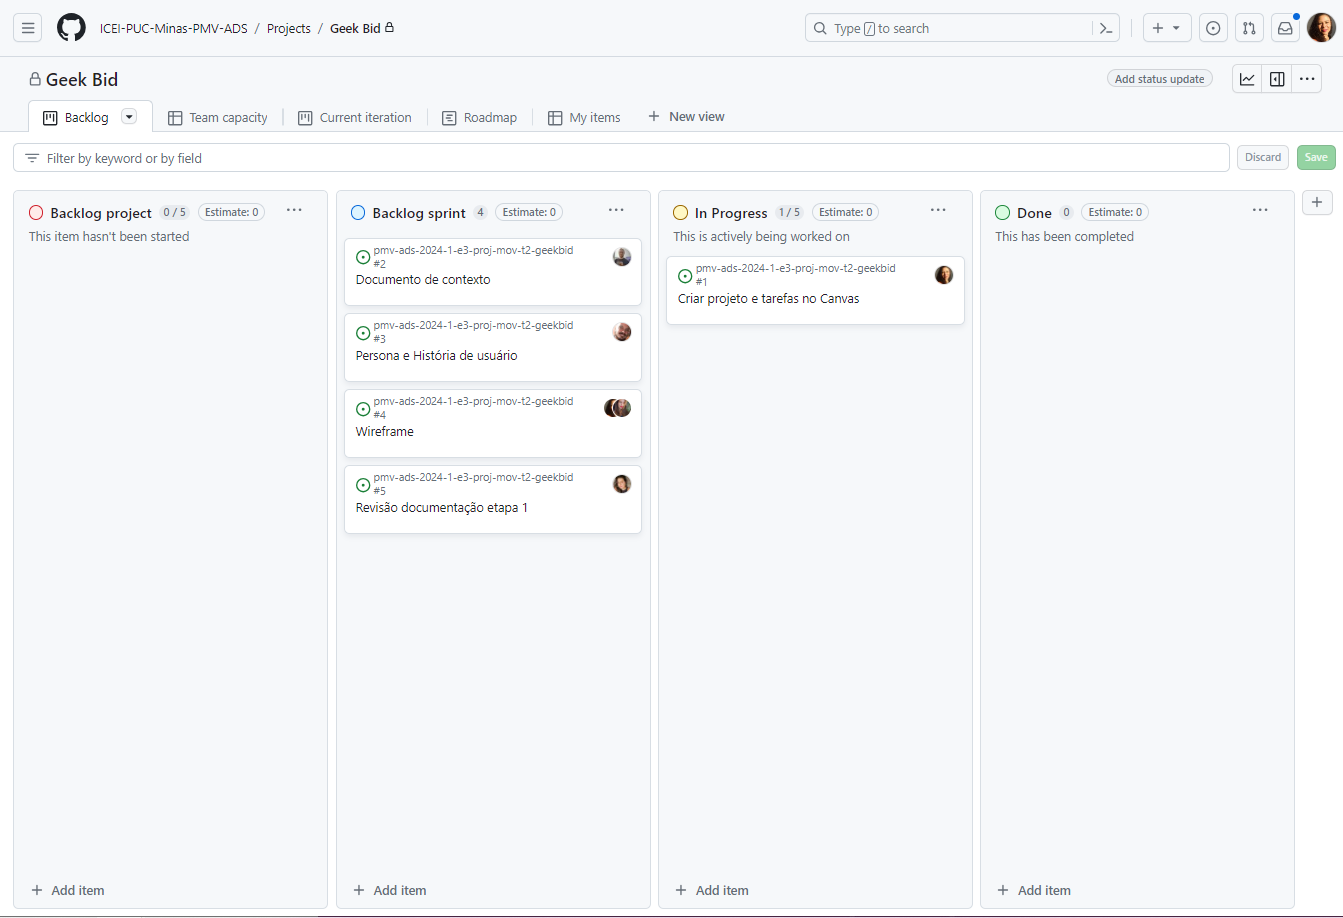 ICEI-PUC-Minas-PMV-ADS / Projects / Geek Bid
Type / to search
Geek Bid
Add status update
Backlog
Team capacity
Current iteration
Roadmap
My items
New view
Filter by keyword or by field
Discard
Save
Backlog project 0 / 5 Estimate: 0
This item hasn't been started
Add item
Backlog sprint 4 Estimate: 0
pmv-ads-2024-1-e3-proj-mov-t2-geekbid
#2
Documento de contexto
pmv-ads-2024-1-e3-proj-mov-t2-geekbid
#3
Persona e História de usuário
pmv-ads-2024-1-e3-proj-mov-t2-geekbid
#4
Wireframe
pmv-ads-2024-1-e3-proj-mov-t2-geekbid
#5
Revisão documentação etapa 1
Add item
In Progress 1 / 5 Estimate: 0
This is actively being worked on
pmv-ads-2024-1-e3-proj-mov-t2-geekbid
#1
Criar projeto e tarefas no Canvas
Add item
Done 0 Estimate: 0
This has been completed
Add item